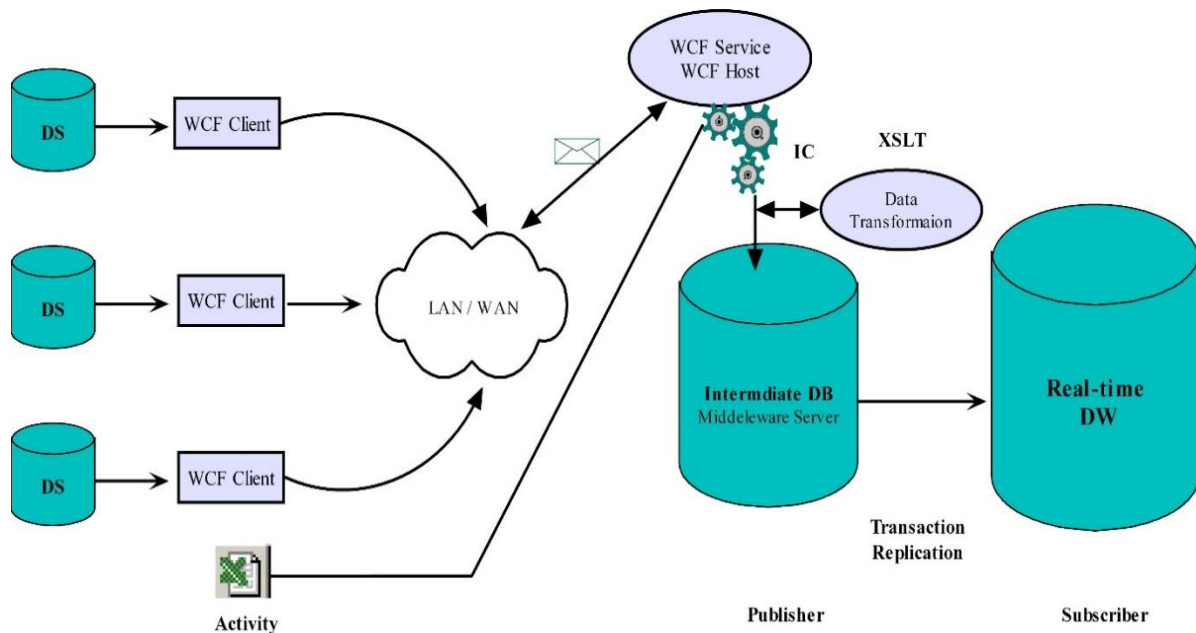 WCF Service
WCF Host
DS
WCF Client
IC
XSLT
Data
Transformaion
DS
WCF Client
LAN / WAN
Intermdiate DB
Middeleware Server
Real-time
DW
DS
WCF Client
Transaction
Replication
Activity
Publisher
Subscriber